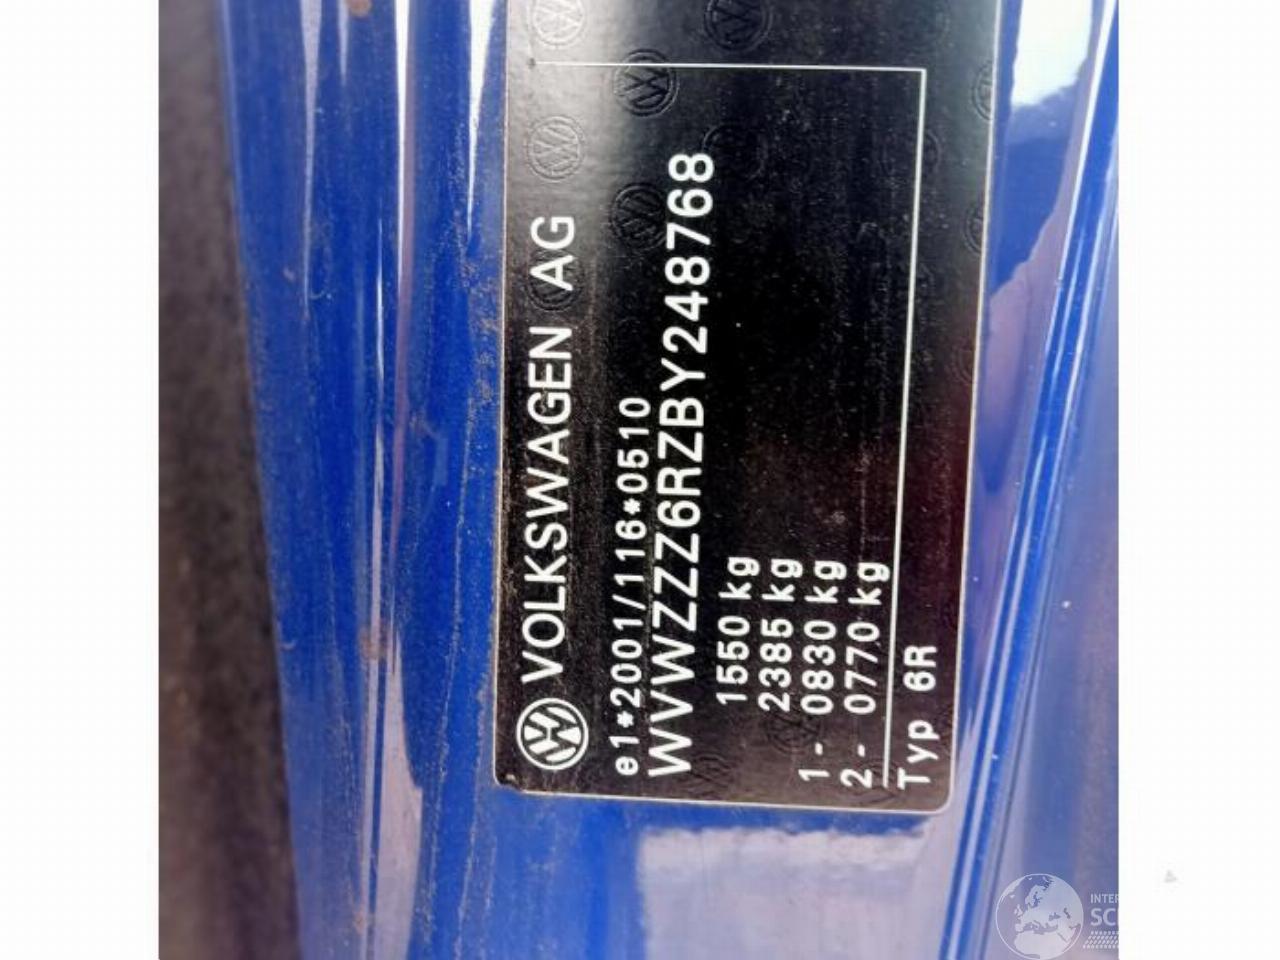 VOLKSWAGEN AG
e1*2001/116*0510
WVWZZZ6RZBY248768
1550 kg
2385 kg
1- 0830 kg
2- 0770 kg
Typ 6R